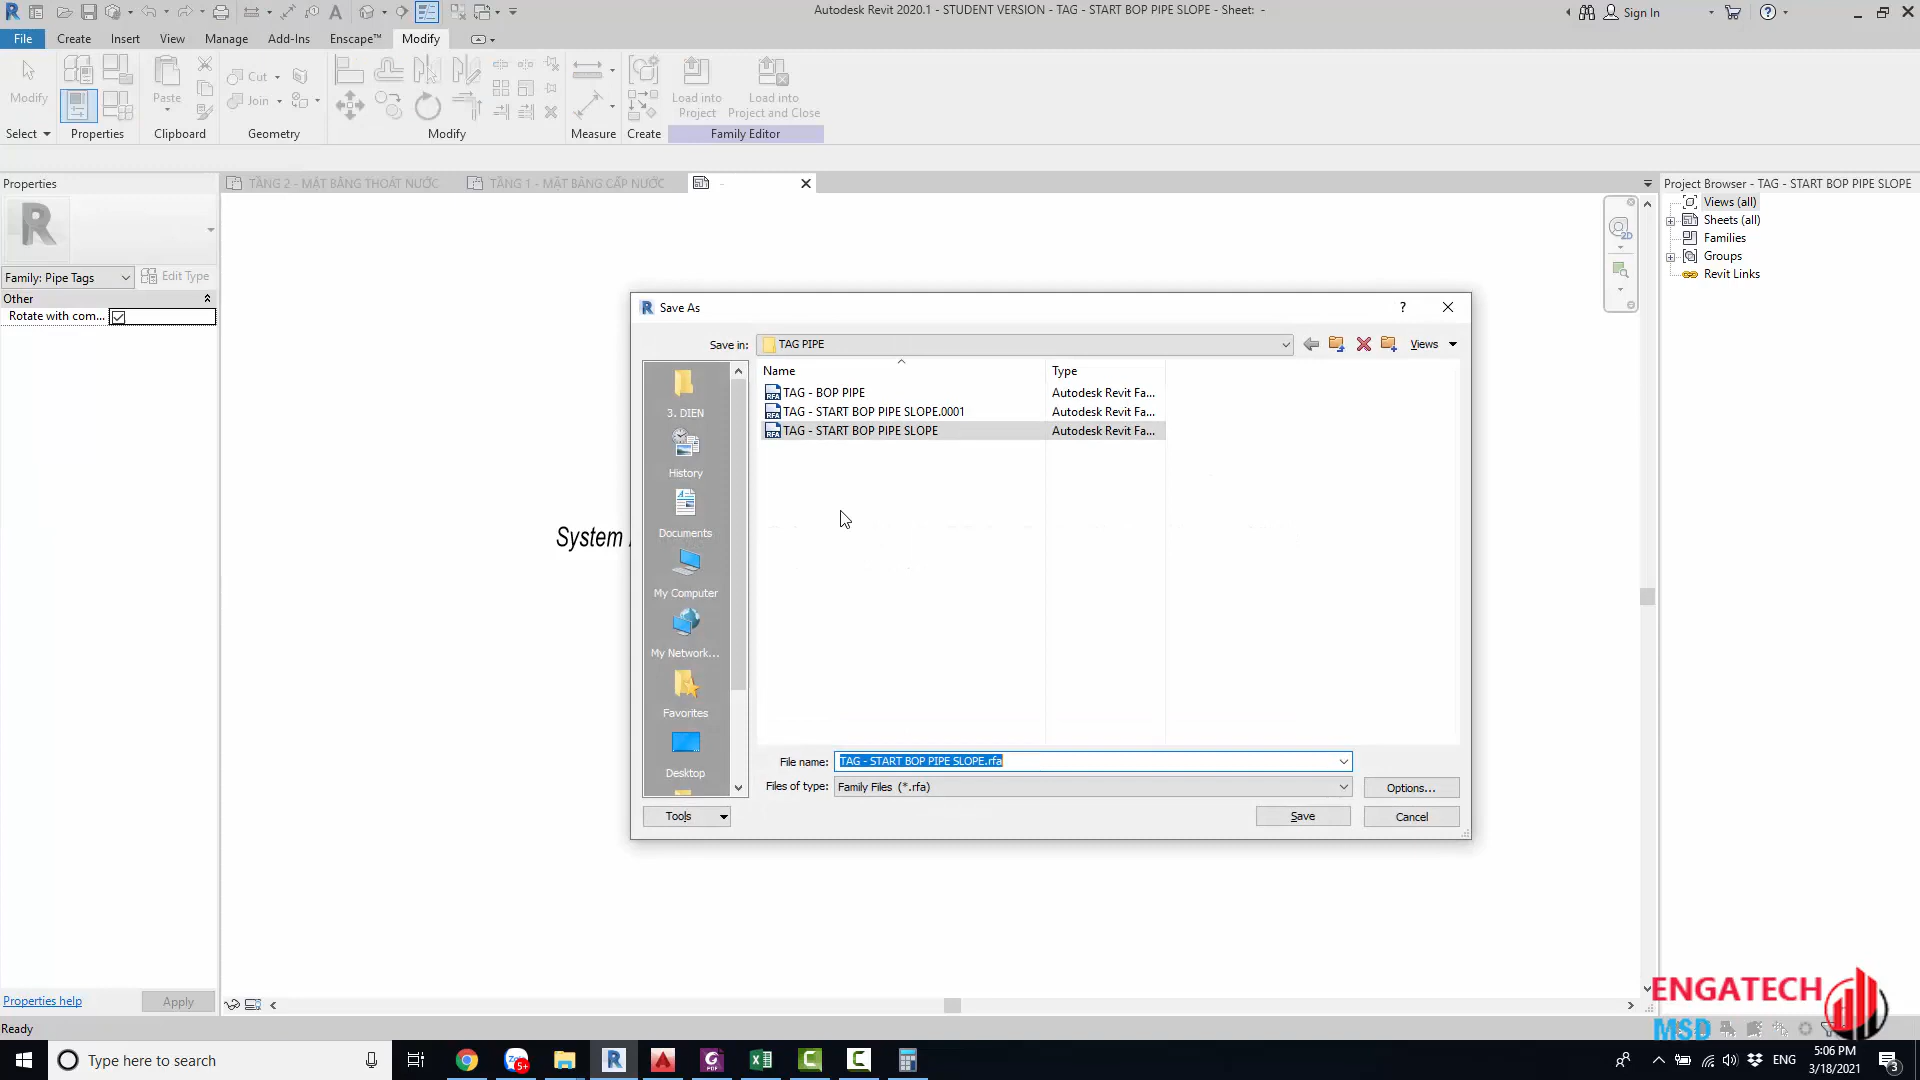 Autodesk Revit 2020.1 - STUDENT VERSION - TAG - START BOP PIPE SLOPE - Sheet: -
Sign In
File
Create
Insert
View
Manage
Add-Ins
Enscape™
Modify
Modify
Paste
Cut
Join
Load into Project
Load into Project and Close
Select
Properties
Clipboard
Geometry
Modify
Measure
Create
Family Editor
Properties
TẦNG 2 - MẶT BẰNG THOÁT NƯỚC
TẦNG 1 - MẶT BẰNG CẤP NƯỚC
-
Project Browser - TAG - START BOP PIPE SLOPE
Views (all)
Sheets (all)
Families
Groups
Revit Links
2D
Family: Pipe Tags
Edit Type
Other
Rotate with com...
System
Save As
?
Save in:
TAG PIPE
Views
Name
Type
TAG - BOP PIPE
Autodesk Revit Fa...
TAG - START BOP PIPE SLOPE.0001
Autodesk Revit Fa...
TAG - START BOP PIPE SLOPE
Autodesk Revit Fa...
3. DIEN
History
Documents
My Computer
My Network...
Favorites
Desktop
File name:
TAG - START BOP PIPE SLOPE.rfa
Files of type:
Family Files (*.rfa)
Options...
Tools
Save
Cancel
Properties help
Apply
Ready
ENGATECH
MSD
Type here to search
5+
ENG
5:06 PM
3/18/2021
3